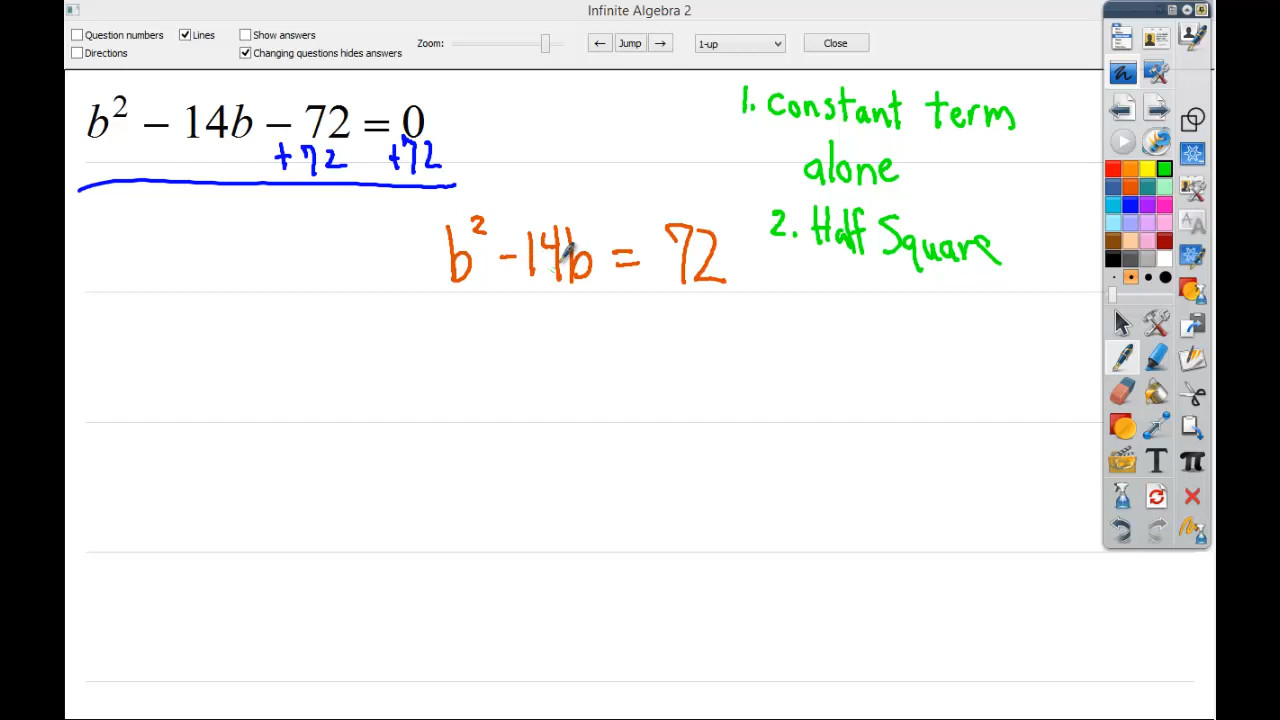 Infinite Algebra 2
Question numbers Lines Show answers
Directions Changing questions hides answers
Zoom: ← Jump → 1-up Close
b² − 14b − 72 = 0
+72 +72
1. Constant term
alone
2. Half Square
b² -14b = 72